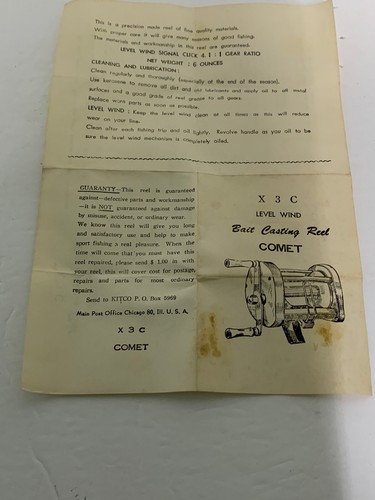 This is a precision made reel of fine quality materials.
With proper care it will give many seasons of good fishing.
The materials and workmanship in this reel are guaranteed.
LEVEL WIND SIGNAL CLICK 4.1 : 1 GEAR RATIO
NET WEIGHT : 6 OUNCES
CLEANING AND LUBRICATION :
Clean regularly and thoroughly (especially at the end of the season).
Use kerosene to remove all dirt and old lubricants and apply oil to all metal
surfaces and a good grade of reel grease to all gears.
Replace worn parts as soon as possible.
LEVEL WIND : Keep the level winding clean at all times as this will reduce
wear on your line.
Clean after each fishing trip and oil lightly. Revolve handle as you oil to be
sure the level wind mechanism is completely oiled.
GUARANTY—This reel is guaranteed
against—defective parts and workmanship
—it is NOT guaranteed against damage
by misuse, accident, or ordinary wear.
We know this reel will give you long
and satisfactory use and help to make
sport fishing a real pleasure. When the
time will come that you must have this
reel repaired, please send $ 1.00 in with
your reel, this will cover cost for postage,
repairs and parts for most ordinary
repairs.
Send to RITCO P. O. Box 5969
Main Post Office Chicago 80, Ill. U. S. A.
X 3 C
COMET
X 3 C
LEVEL WIND
Bait Casting Reel
COMET